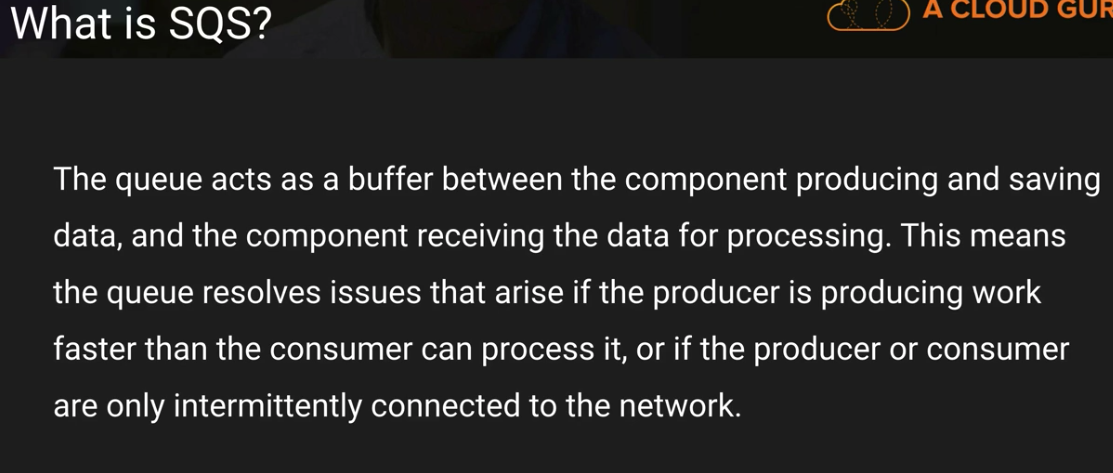 What is SQS?
A CLOUD GUR
The queue acts as a buffer between the component producing and saving
data, and the component receiving the data for processing. This means
the queue resolves issues that arise if the producer is producing work
faster than the consumer can process it, or if the producer or consumer
are only intermittently connected to the network.